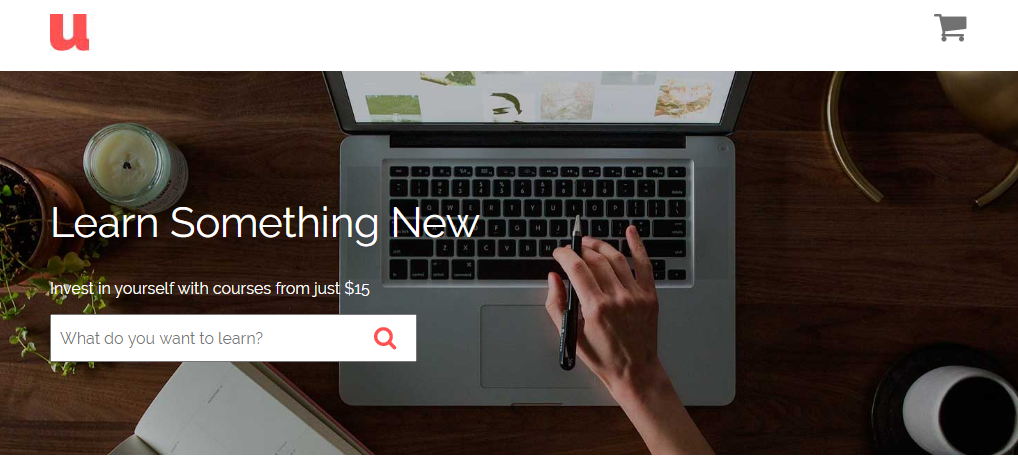 u
Learn Something New
Invest in yourself with courses from just $15
What do you want to learn?